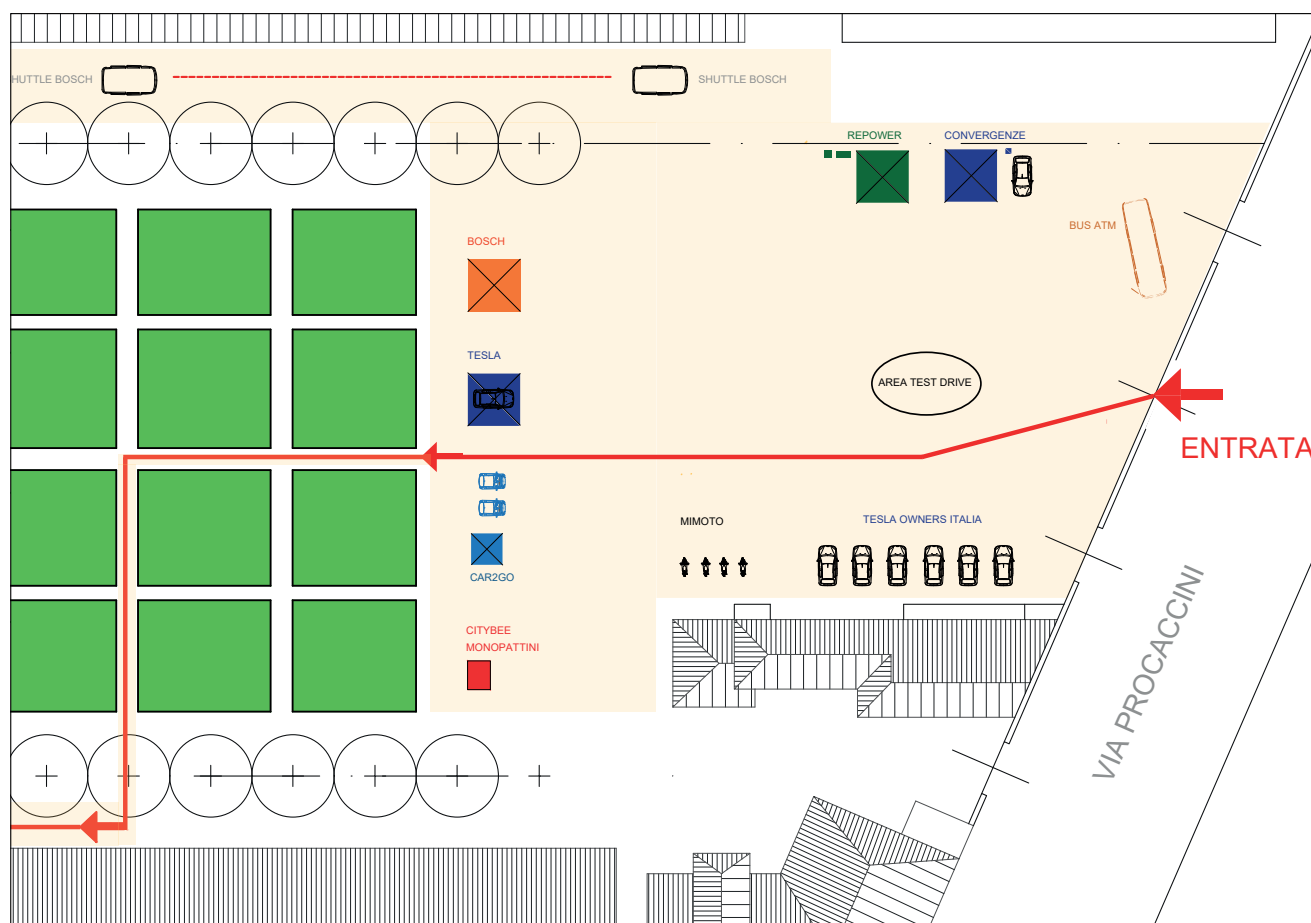 HUTTLE BOSCH
SHUTTLE BOSCH
REPOWER
CONVERGENZE
BUS ATM
BOSCH
TESLA
AREA TEST DRIVE
ENTRATA
MIMOTO
TESLA OWNERS ITALIA
CAR2GO
CITYBEE
MONOPATTINI
VIA PROCACCINI